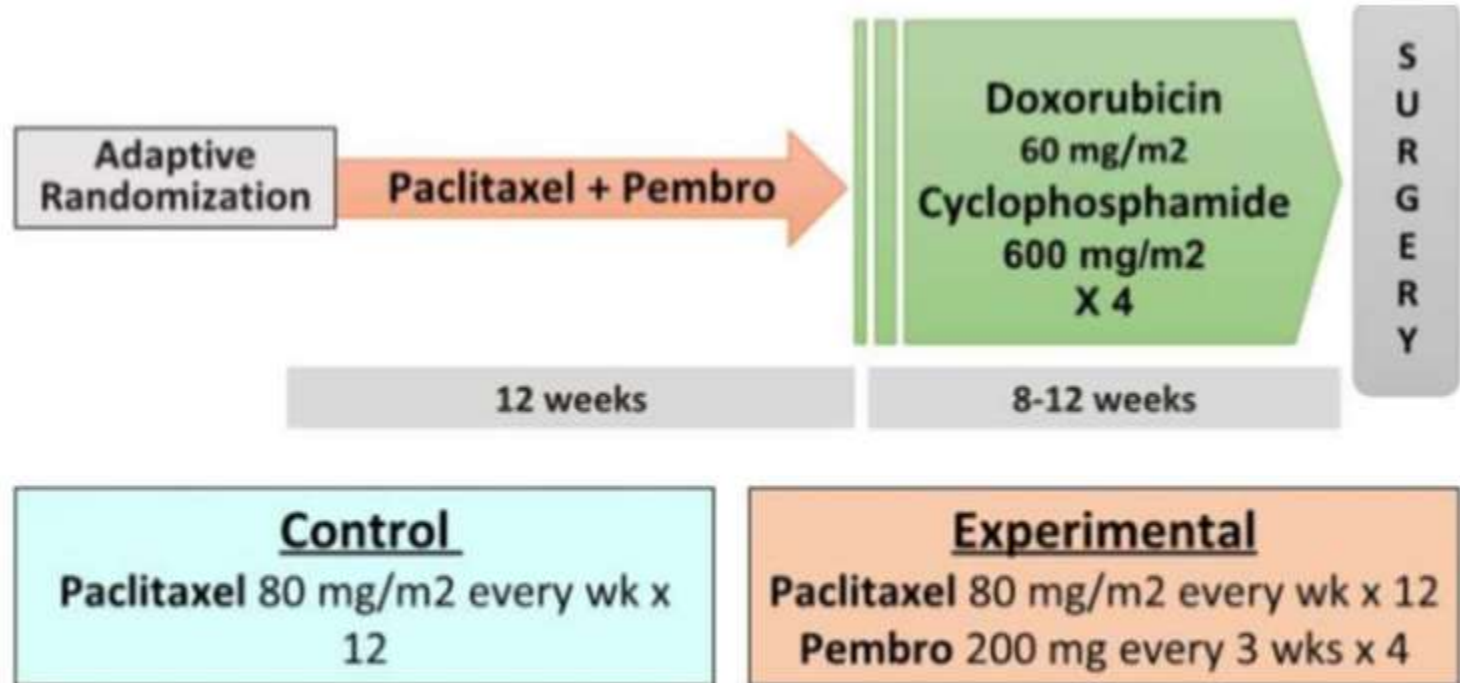 Adaptive
Randomization
Paclitaxel + Pembro
Doxorubicin
60 mg/m2
Cyclophosphamide
600 mg/m2
X 4
S
U
R
G
E
R
Y
12 weeks
8-12 weeks
Control
Paclitaxel 80 mg/m2 every wk x
12
Experimental
Paclitaxel 80 mg/m2 every wk x 12
Pembro 200 mg every 3 wks x 4